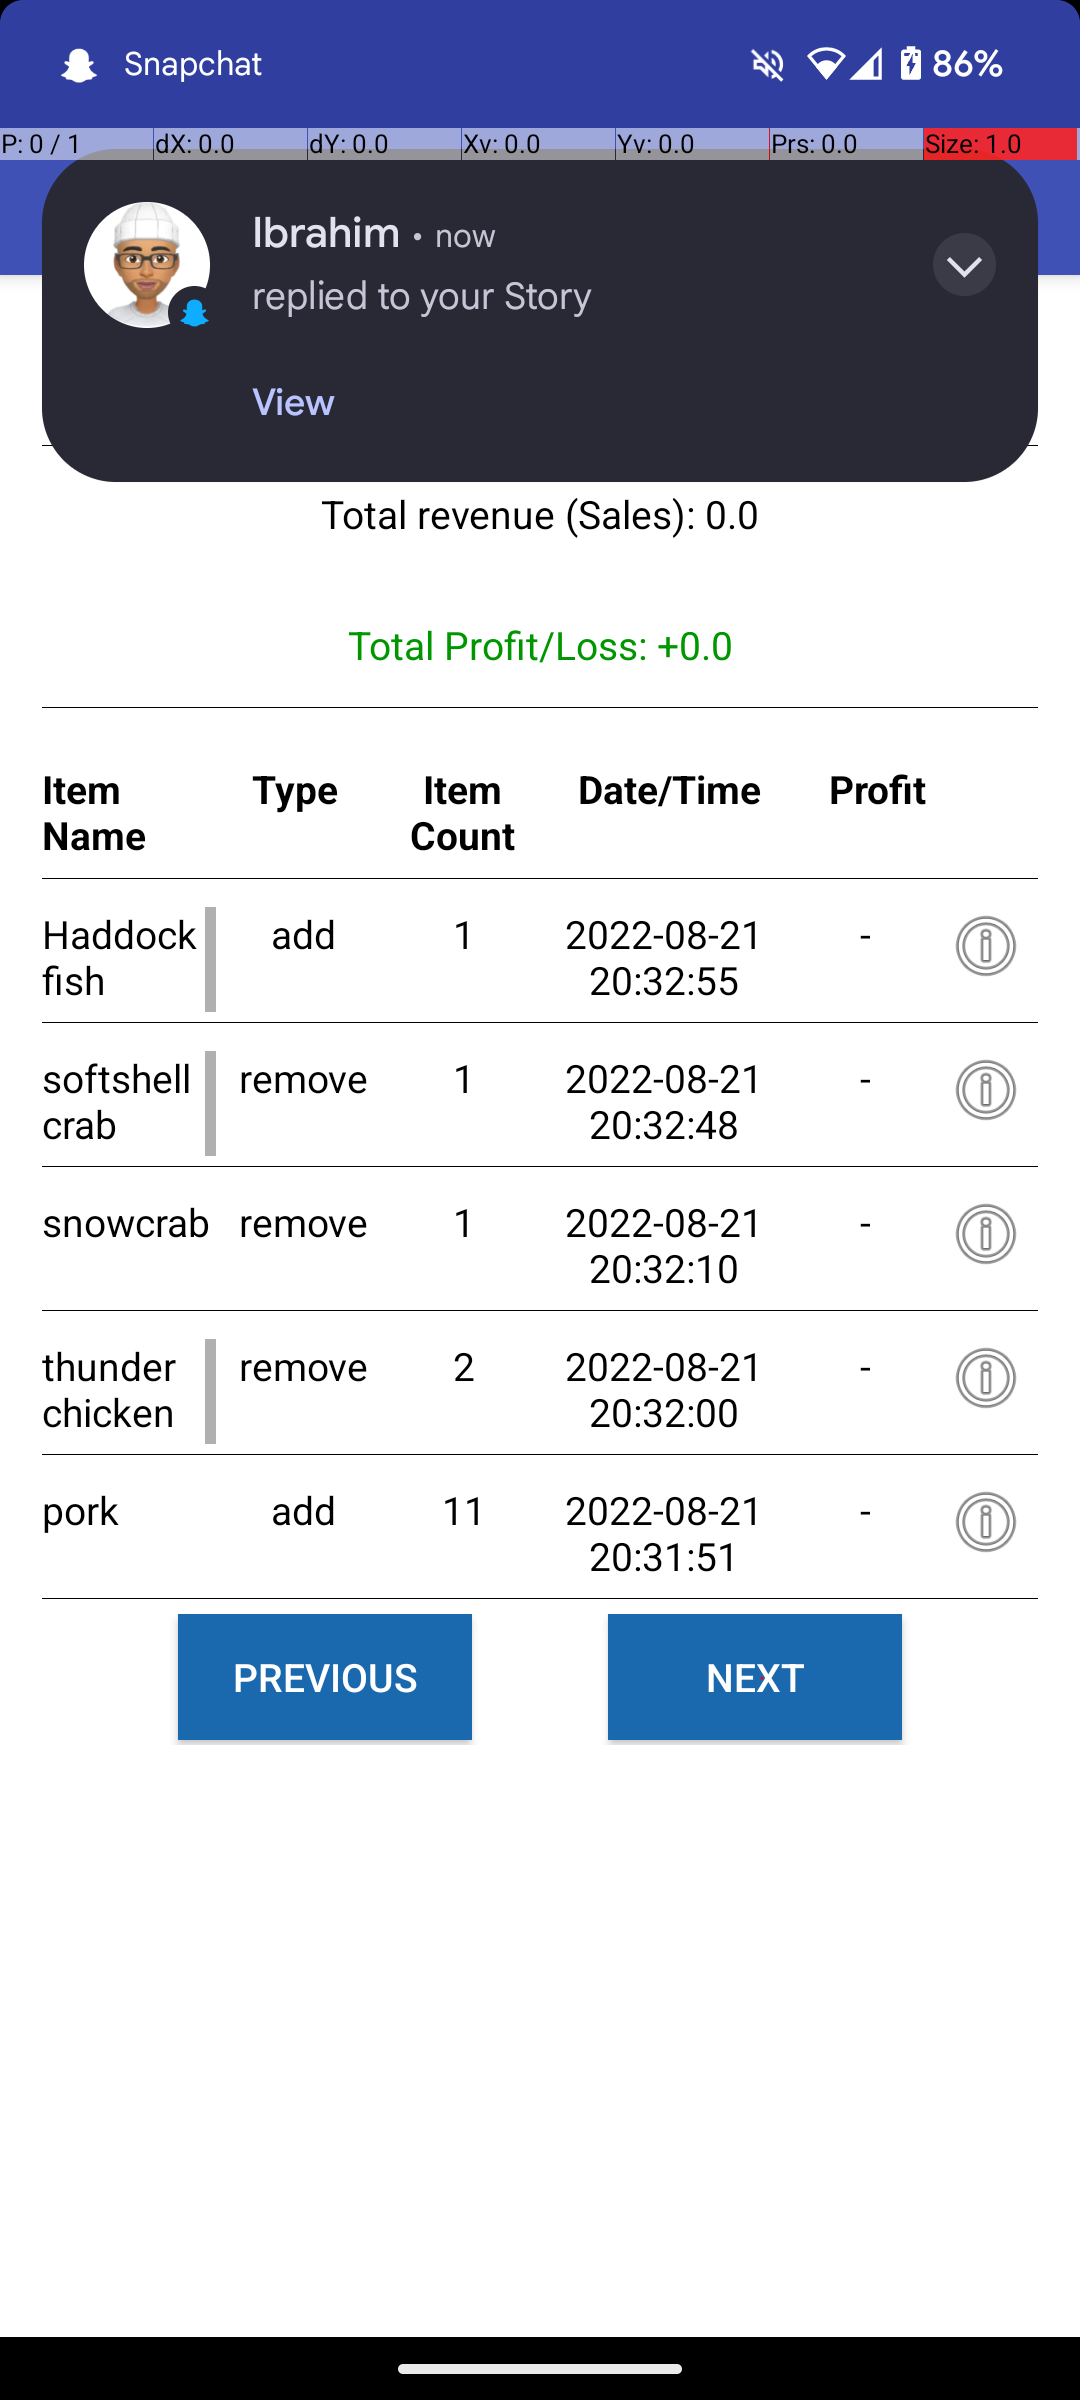 Snapchat 86%
P: 0 / 1 dX: 0.0 dY: 0.0 Xv: 0.0 Yv: 0.0 Prs: 0.0 Size: 1.0
Ibrahim • now
replied to your Story
View
Total revenue (Sales): 0.0
Total Profit/Loss: +0.0
Item Name Type Item Count Date/Time Profit
Haddock fish add 1 2022-08-21 20:32:55 -
softshell crab remove 1 2022-08-21 20:32:48 -
snowcrab remove 1 2022-08-21 20:32:10 -
thunder chicken remove 2 2022-08-21 20:32:00 -
pork add 11 2022-08-21 20:31:51 -
PREVIOUS NEXT